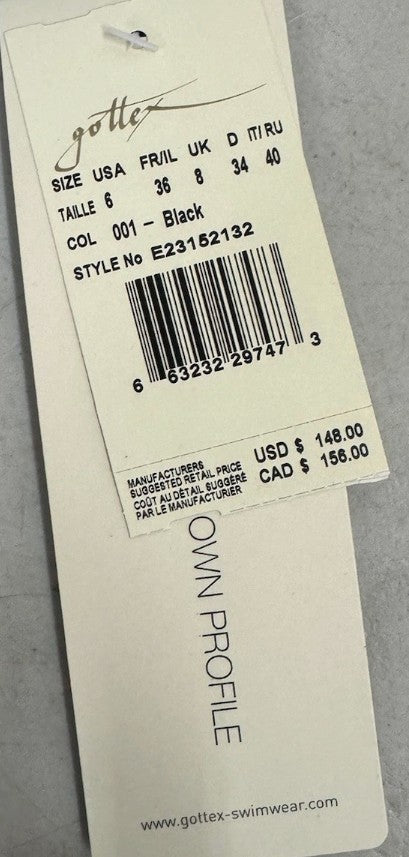 gottex
SIZE USA FR/IL UK D IT/RU
TAILLE 6 36 8 34 40
COL 001 - Black
STYLE No E23152132
6 63232 29747 3
MANUFACTURERS
SUGGESTED RETAIL PRICE
COÛT AU DÉTAIL SUGGÉRÉ
PAR LE MANUFACTURIER
USD $ 148.00
CAD $ 156.00
OWN PROFILE
www.gottex-swimwear.com